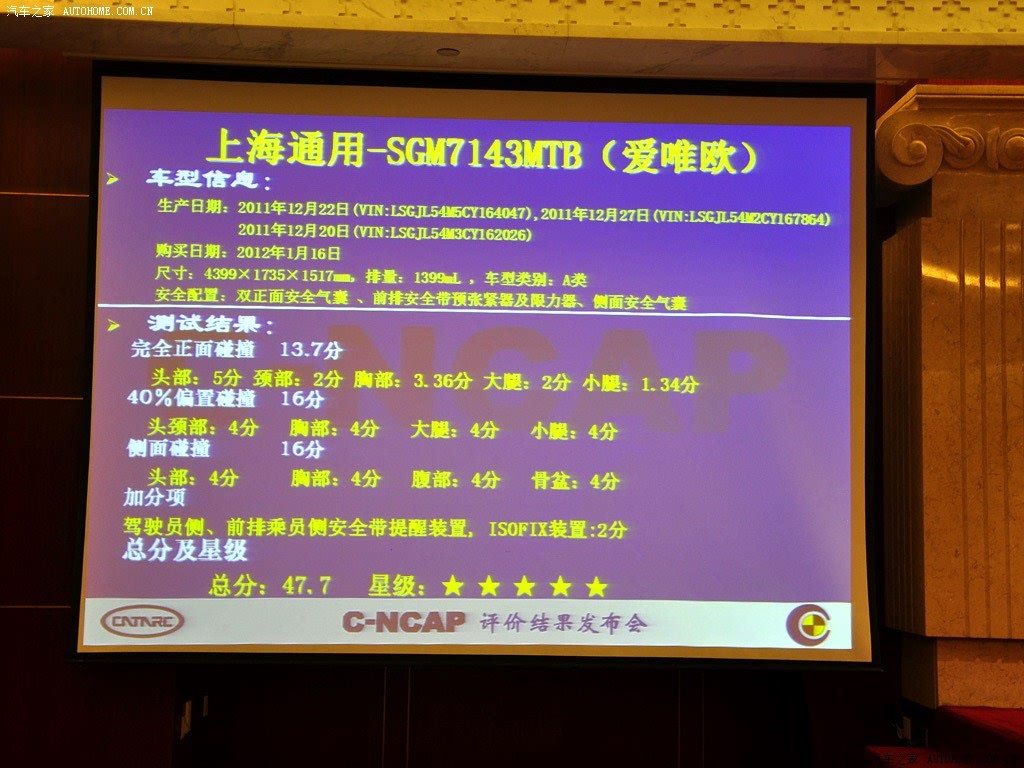 汽车之家 AUTOHOME.COM.CN
上海通用-SGM7143MTB（爱唯欧）
车型信息：
生产日期：2011年12月22日(VIN:LSGJL54M5CY164047),2011年12月27日(VIN:LSGJL54M2CY167864)
2011年12月20日(VIN:LSGJL54M3CY162026)
购买日期：2012年1月16日
尺寸：4399×1735×1517mm，排量：1399mL ，车型类别：A类
安全配置：双正面安全气囊 、前排安全带预张紧器及限力器、侧面安全气囊
测试结果：
完全正面碰撞 13.7分
头部：5分 颈部：2分 胸部：3.36分 大腿：2分 小腿：1.34分
40%偏置碰撞 16分
头颈部：4分 胸部：4分 大腿：4分 小腿：4分
侧面碰撞 16分
头部：4分 胸部：4分 腹部：4分 骨盆：4分
加分项
驾驶员侧、前排乘员侧安全带提醒装置, ISOFIX装置:2分
总分及星级
总分：47.7 星级：★ ★ ★ ★ ★
C-NCAP
CATARC C-NCAP 评价结果发布会
汽车之家 AUTOHOME.COM.CN